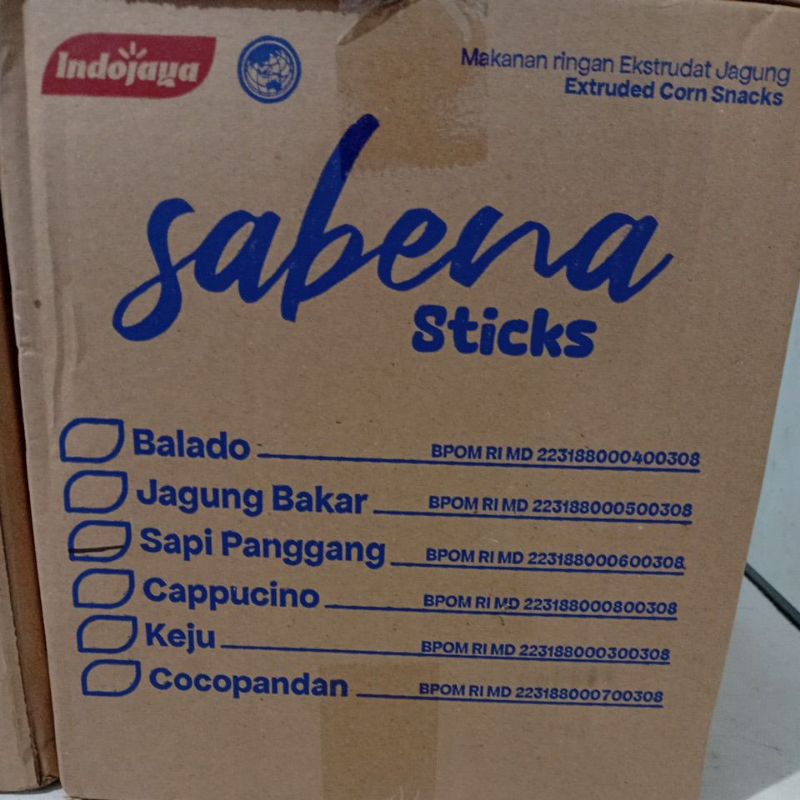 Indojaya
Makanan ringan Ekstrudat Jagung
Extruded Corn Snacks
sabena
Sticks
Balado BPOM RI MD 223188000400308
Jagung Bakar BPOM RI MD 223188000500308
Sapi Panggang BPOM RI MD 223188000600308
Cappucino BPOM RI MD 223188000800308
Keju BPOM RI MD 223188000300308
Cocopandan BPOM RI MD 223188000700308